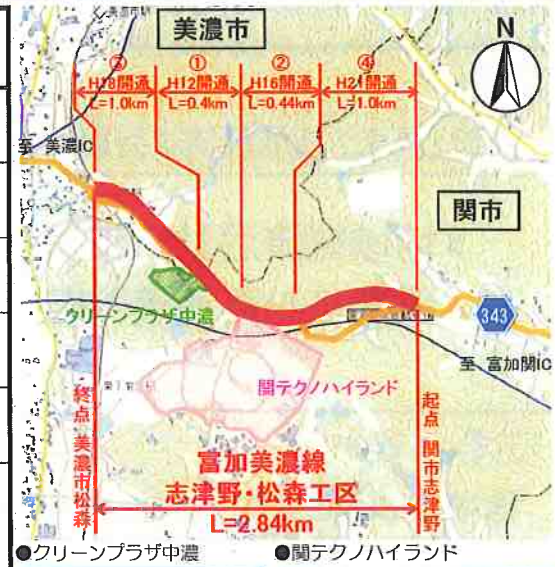 美濃市
③
①
②
④
H18開通
H12開通
H16開通
H21開通
L=1.0km
L=0.4km
L=0.44km
L=1.0km
N
至 美濃IC
関市
クリーンプラザ中濃
343
至 富加関IC
関テクノハイランド
終点 美濃市松森
起点 関市志津野
富加美濃線
志津野・松森工区
L=2.84km
●クリーンプラザ中濃
●関テクノハイランド